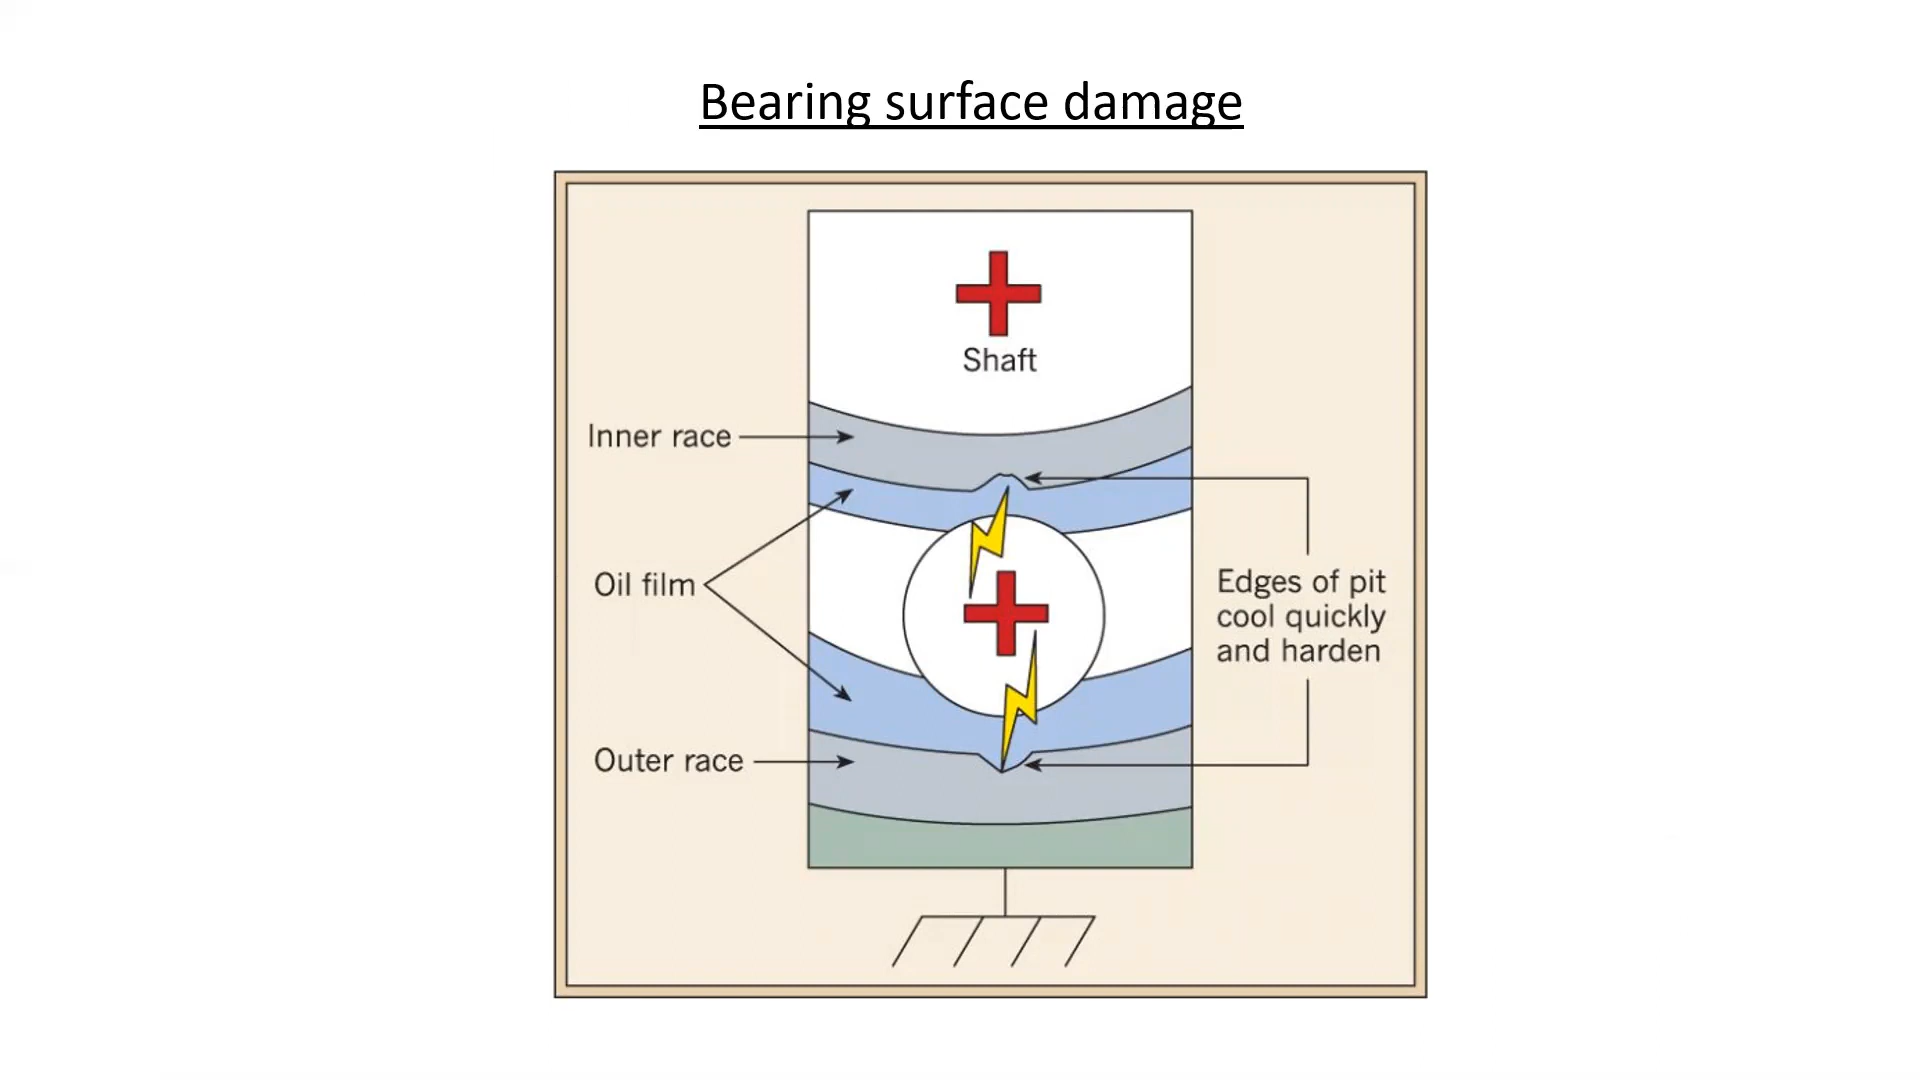 Bearing surface damage
Shaft
Inner race
Oil film
Edges of pit
cool quickly
and harden
Outer race